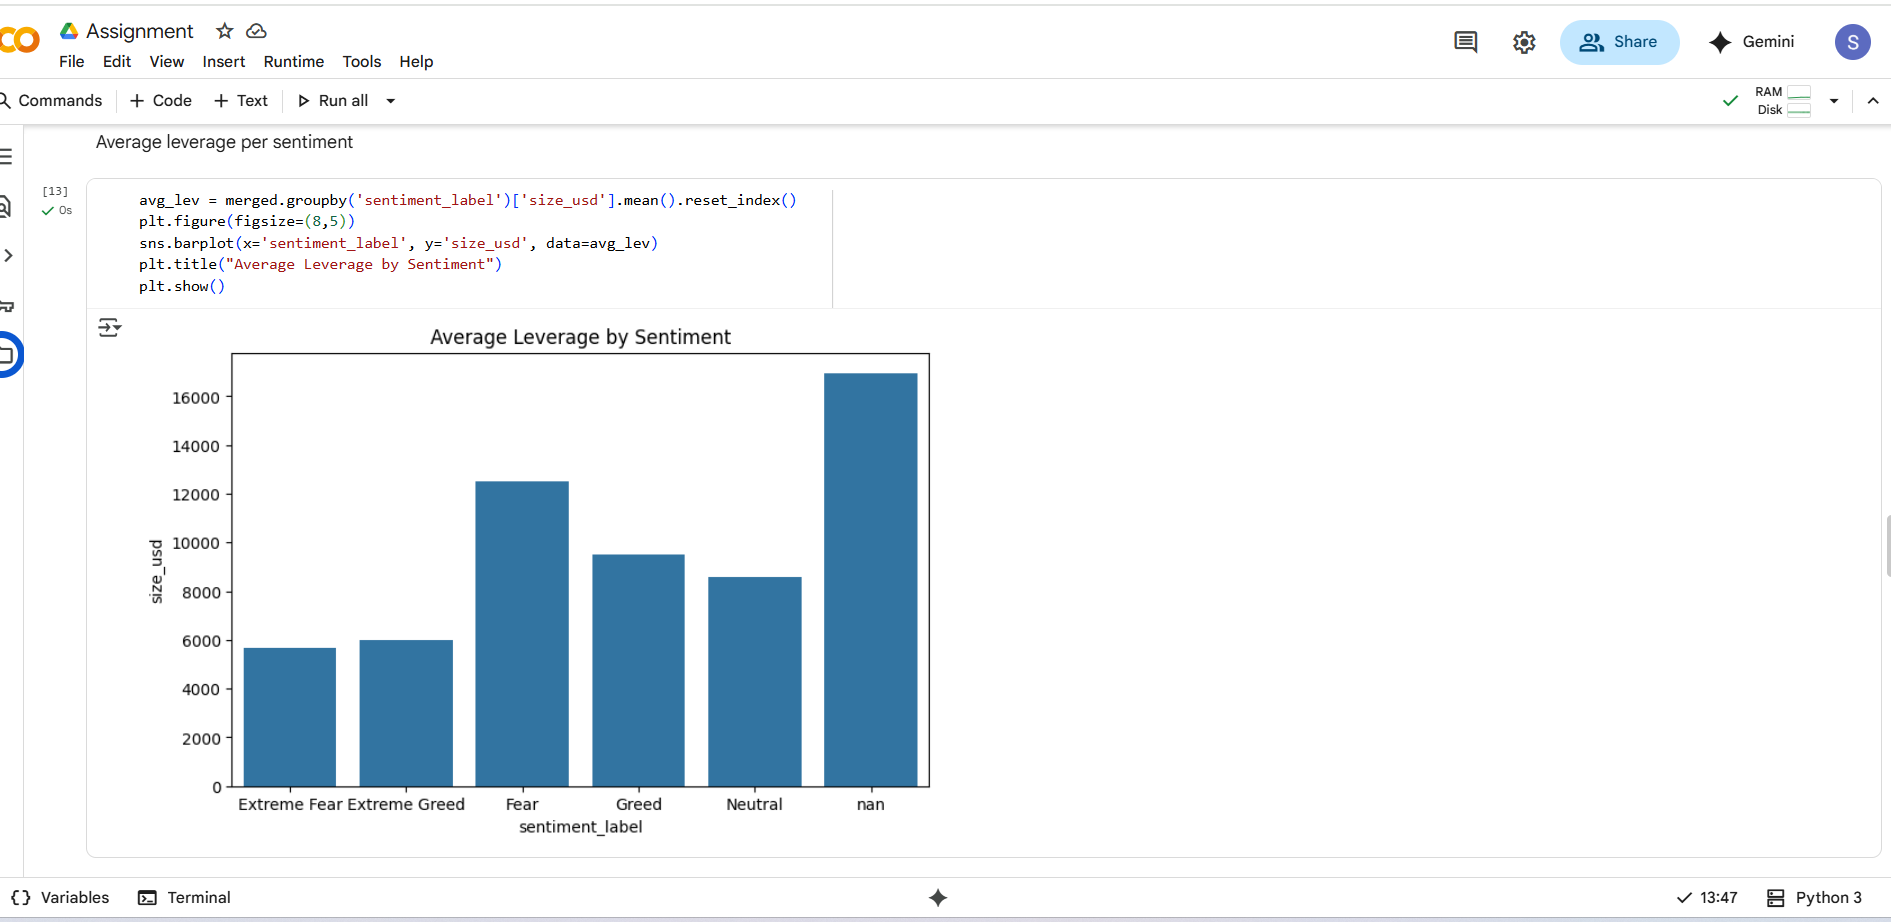 Assignment
File Edit View Insert Runtime Tools Help
Share
Gemini
S
Commands + Code + Text Run all
RAM
Disk
Average leverage per sentiment
[13]
0s
avg_lev = merged.groupby('sentiment_label')['size_usd'].mean().reset_index()
plt.figure(figsize=(8,5))
sns.barplot(x='sentiment_label', y='size_usd', data=avg_lev)
plt.title("Average Leverage by Sentiment")
plt.show()
Average Leverage by Sentiment
16000
14000
12000
10000
8000
6000
4000
2000
0
size_usd
Extreme Fear Extreme Greed Fear Greed Neutral nan
sentiment_label
Variables Terminal
13:47 Python 3